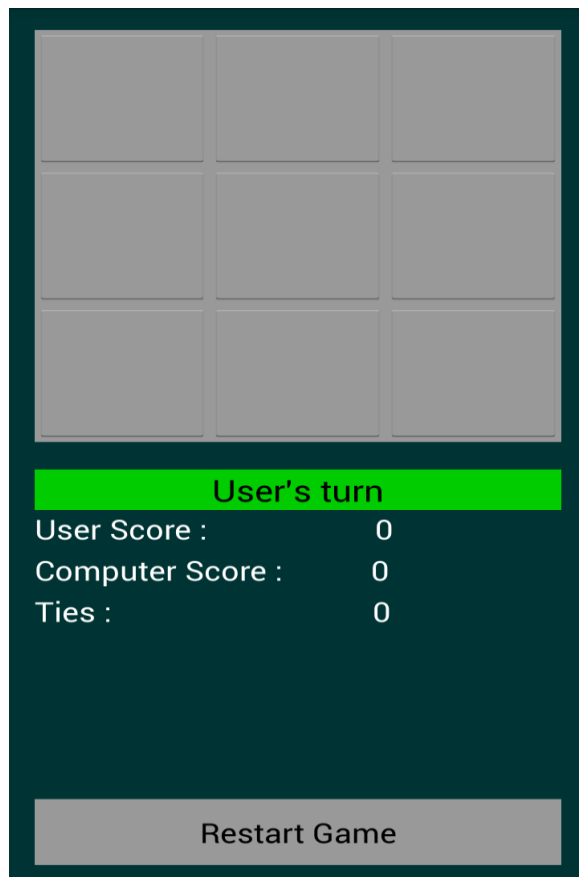 User's turn
User Score : 0
Computer Score : 0
Ties : 0
Restart Game